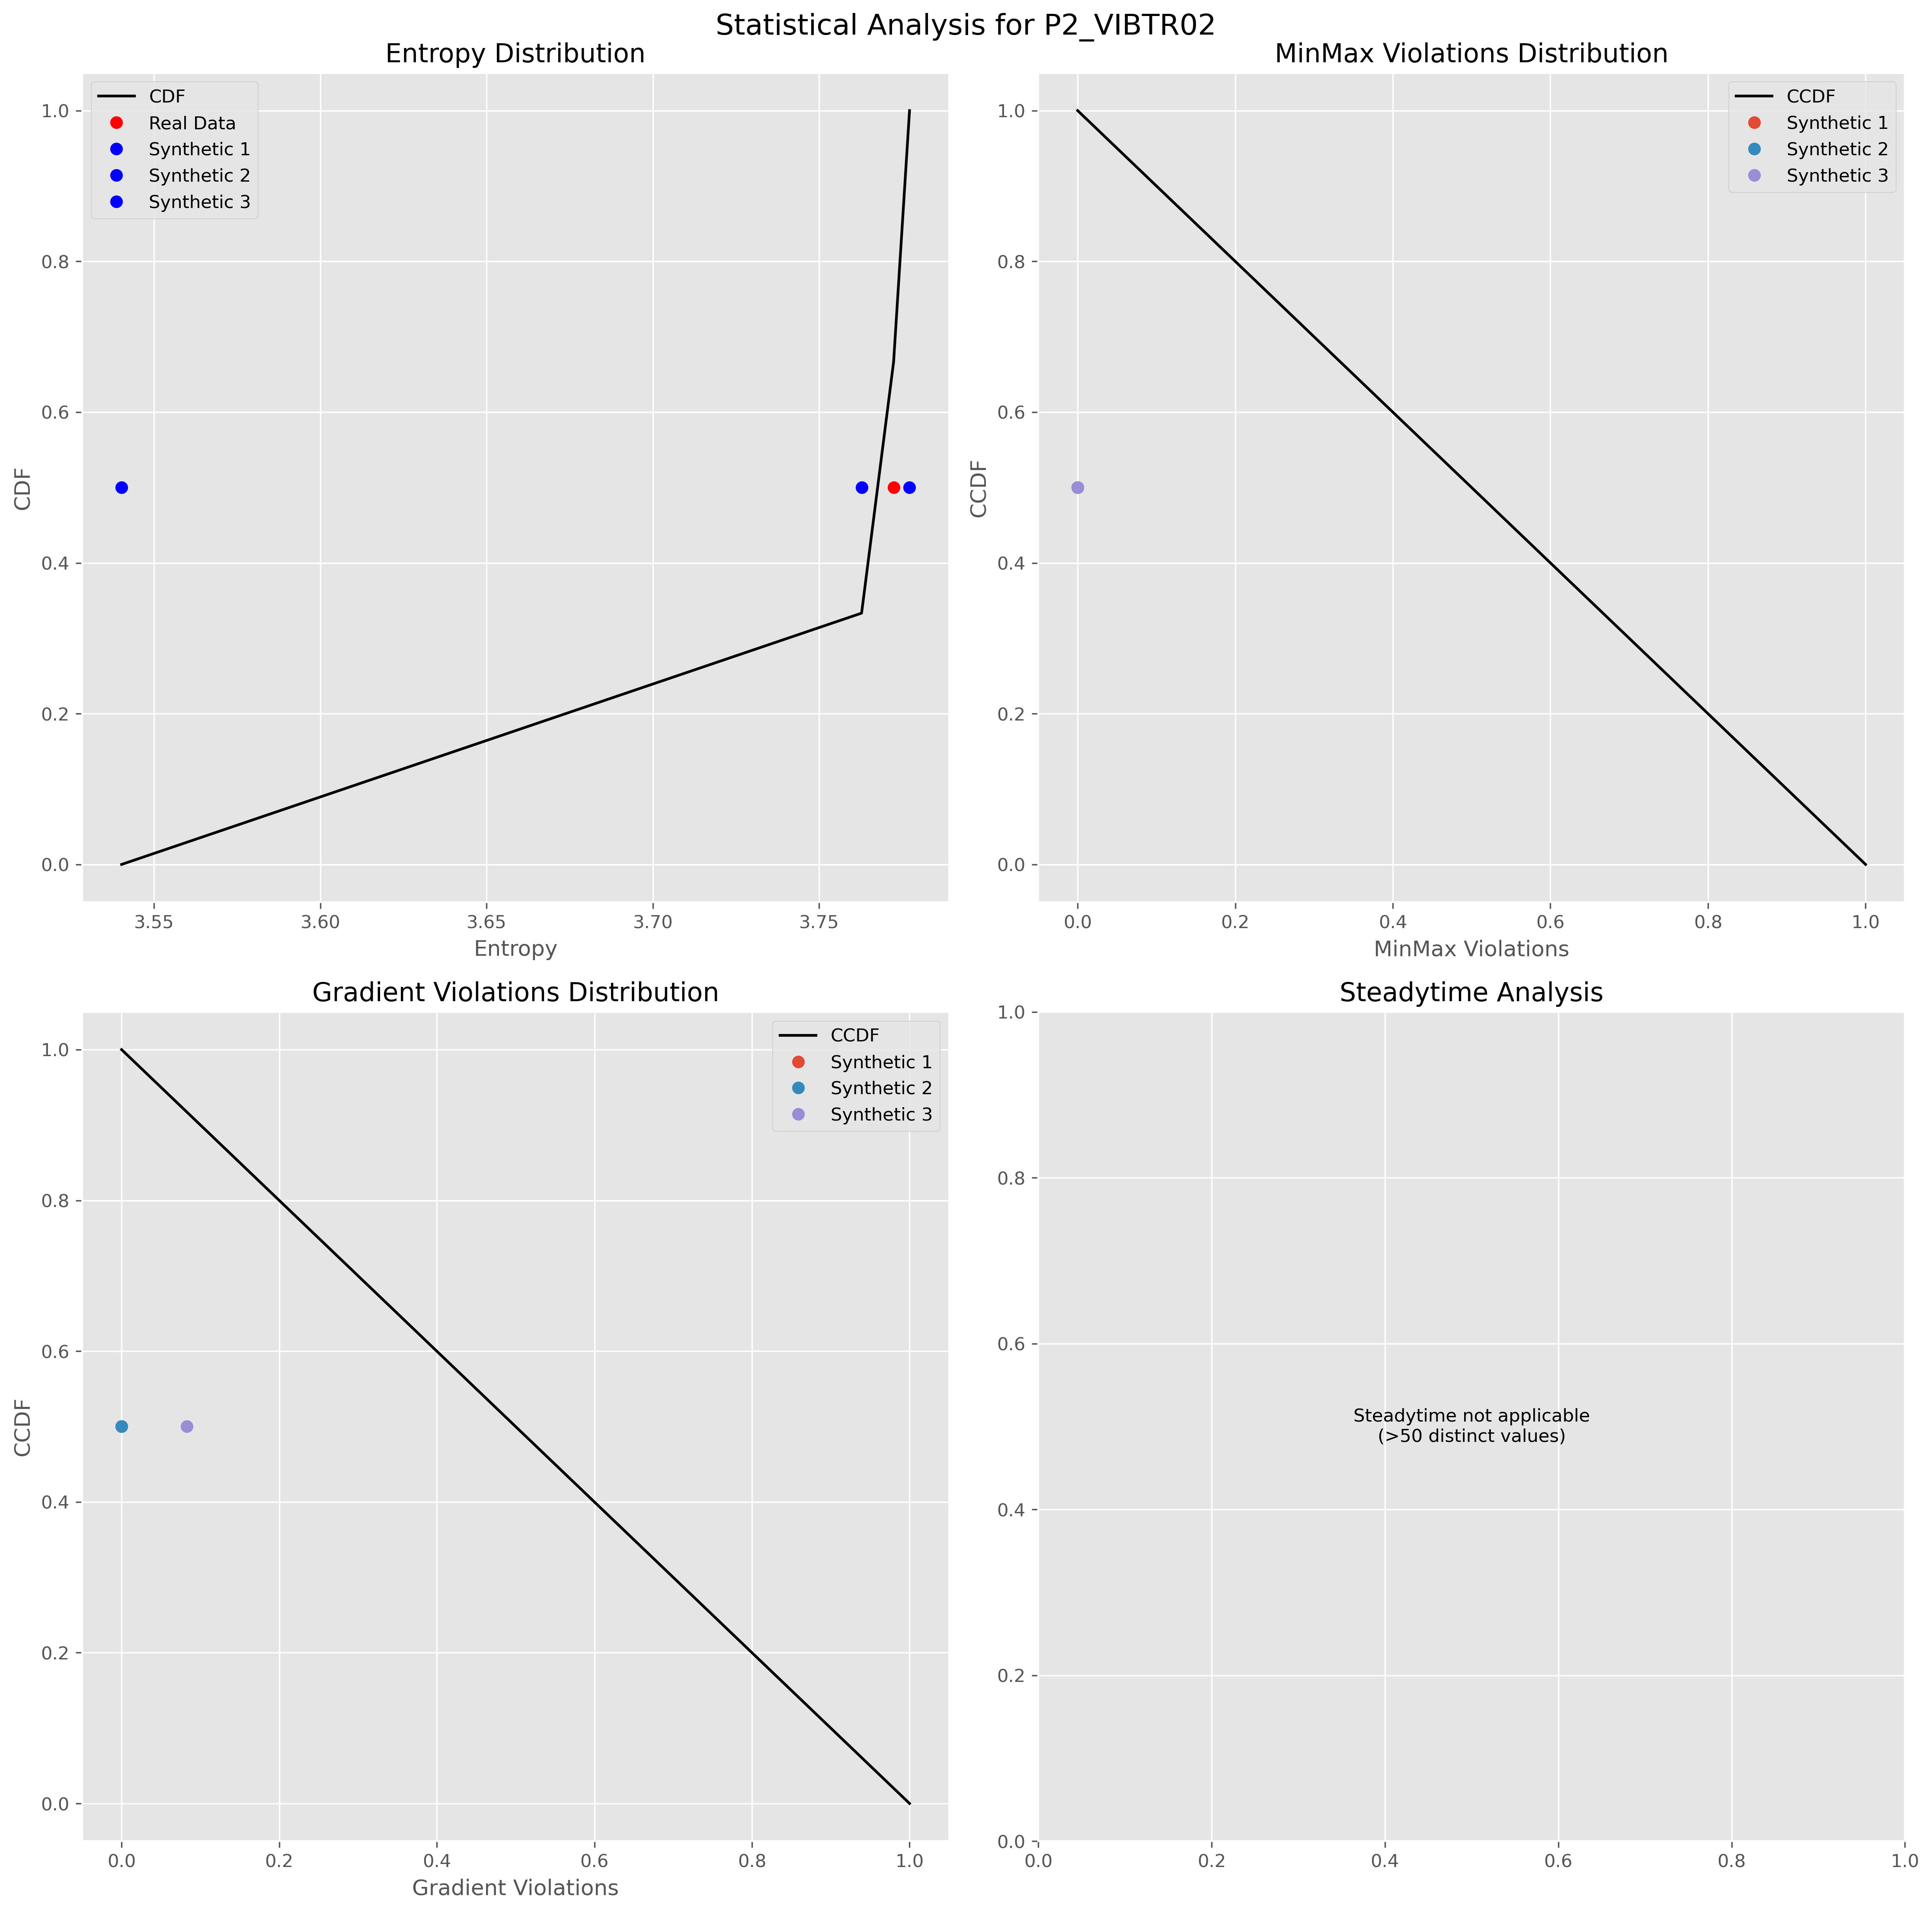 Statistical Analysis for P2_VIBTR02
Entropy Distribution
CDF
Real Data
Synthetic 1
Synthetic 2
Synthetic 3
1.0
0.8
0.6
0.4
0.2
0.0
CDF
3.55 3.60 3.65 3.70 3.75
Entropy
MinMax Violations Distribution
CCDF
Synthetic 1
Synthetic 2
Synthetic 3
1.0
0.8
0.6
0.4
0.2
0.0
CCDF
0.0 0.2 0.4 0.6 0.8 1.0
MinMax Violations
Gradient Violations Distribution
CCDF
Synthetic 1
Synthetic 2
Synthetic 3
1.0
0.8
0.6
0.4
0.2
0.0
CCDF
0.0 0.2 0.4 0.6 0.8 1.0
Gradient Violations
Steadytime Analysis
1.0
0.8
0.6
0.4
0.2
0.0
Steadytime not applicable
(>50 distinct values)
0.0 0.2 0.4 0.6 0.8 1.0